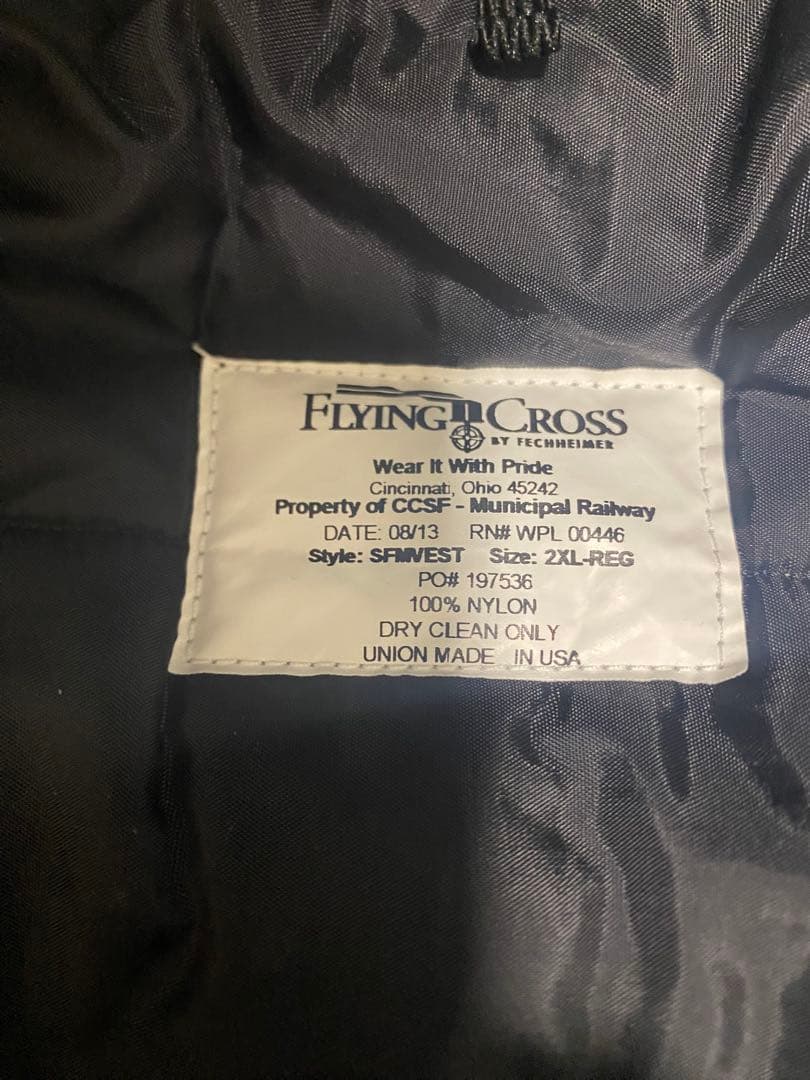 FLYING CROSS
BY FECHHEIMER
Wear It With Pride
Cincinnati, Ohio 45242
Property of CCSF - Municipal Railway
DATE: 08/13 RN# WPL 00446
Style: SFMVEST Size: 2XL-REG
PO# 197536
100% NYLON
DRY CLEAN ONLY
UNION MADE IN USA